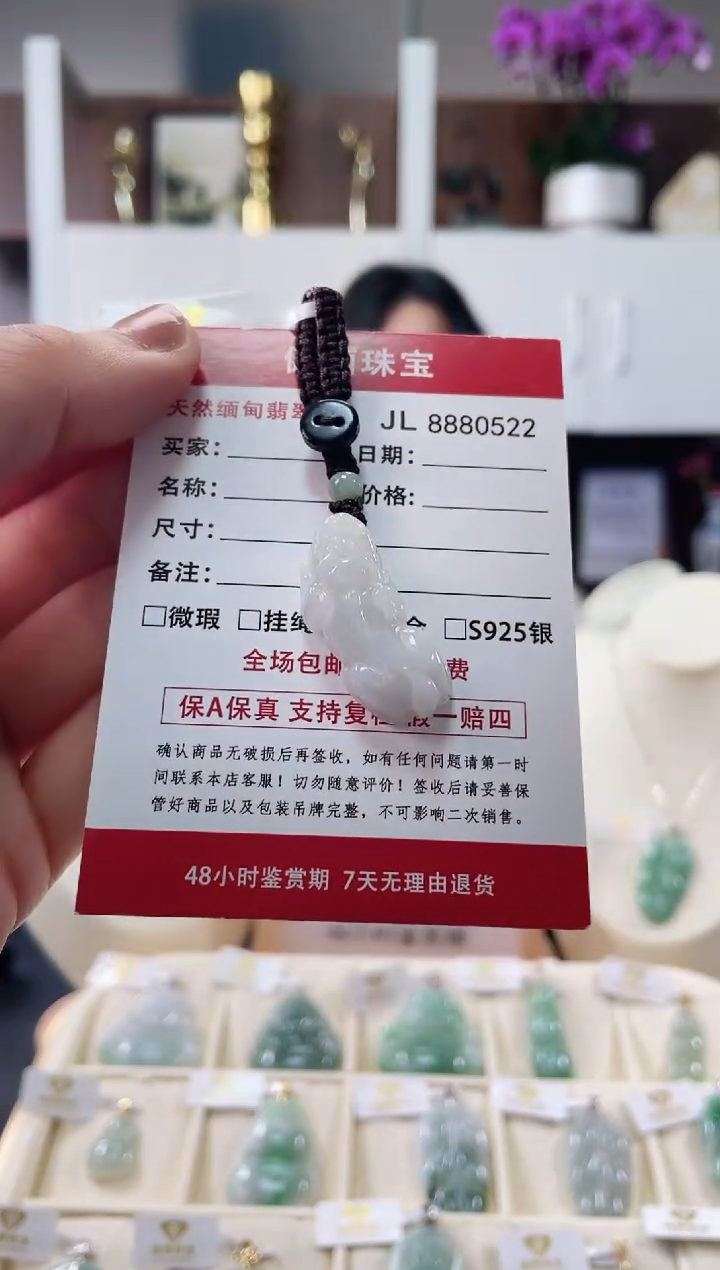 珠宝
天然缅甸翡翠
JL 8880522
买家:
日期:
名称:
价格:
尺寸:
备注:
□微瑕 □挂绳 □S925银
全场包邮 费
保A保真 支持复检 假一赔四
确认商品无破损后再签收，如有任何问题请第一时
间联系本店客服！切勿随意评价！签收后请妥善保
管好商品以及包装吊牌完整，不可影响二次销售。
48小时鉴赏期 7天无理由退货